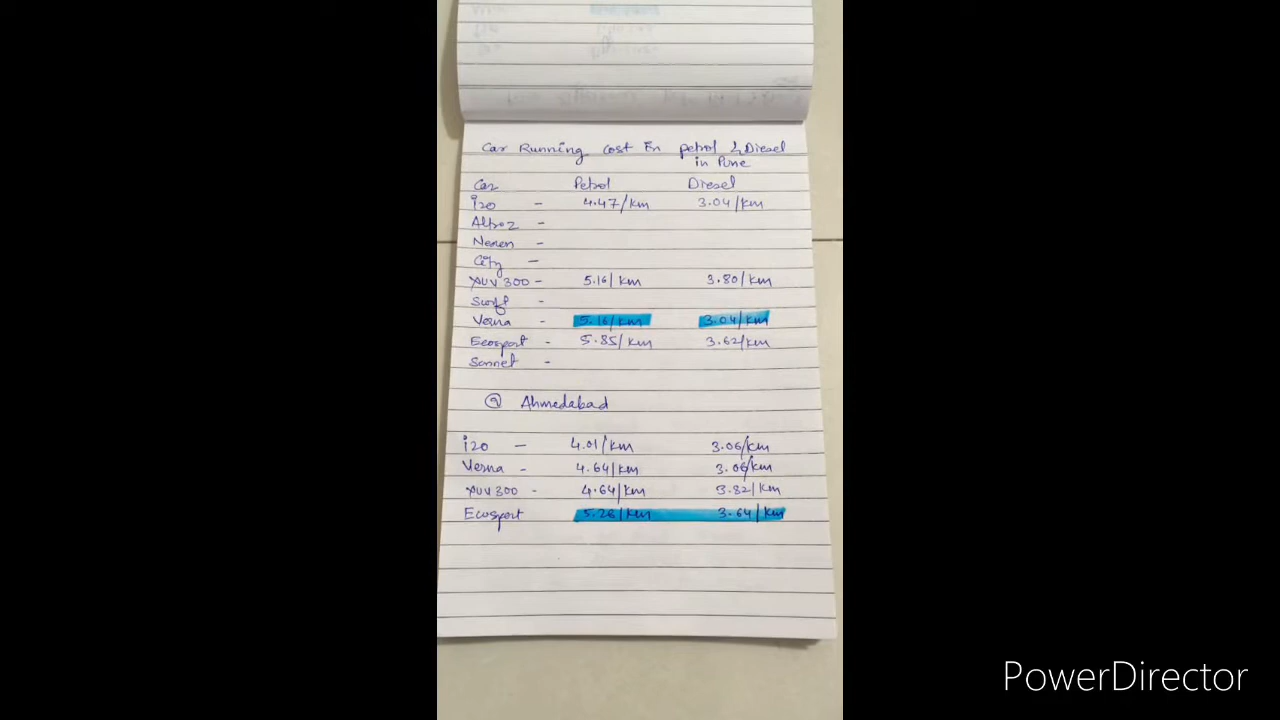 Car Running Cost In petrol & Diesel
in Pune
Car Petrol Diesel
i20 - 4.47/km 3.04/km
Altroz -
Nexon -
City -
XUV 300 - 5.16/km 3.80/km
Swift -
Verna - 5.16/km 3.04/km
Ecosport - 5.85/km 3.62/km
Sonnet -
@ Ahmedabad
i20 - 4.01/km 3.06/km
Verna - 4.64/km 3.06/km
XUV 300 - 4.64/km 3.82/km
Ecosport 5.26/km 3.64/km
PowerDirector